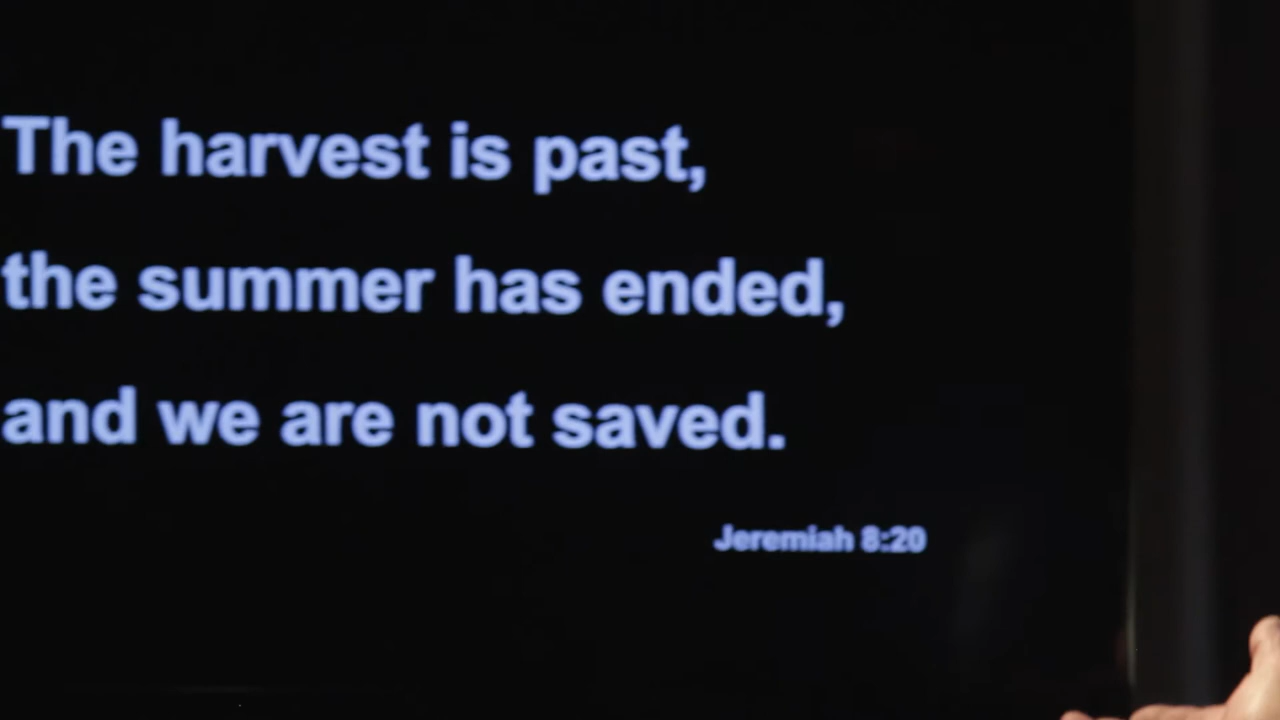 The harvest is past,
the summer has ended,
and we are not saved.
Jeremiah 8:20